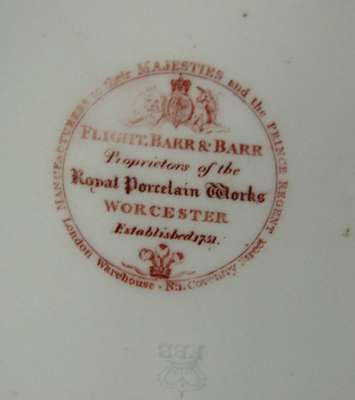 MANUFACTURERS to their MAJESTIES and the PRINCE REGENT
FLIGHT, BARR & BARR
Proprietors of the
Royal Porcelain Works
WORCESTER
Established 1751.
London Warehouse · No. 1 Coventry Street